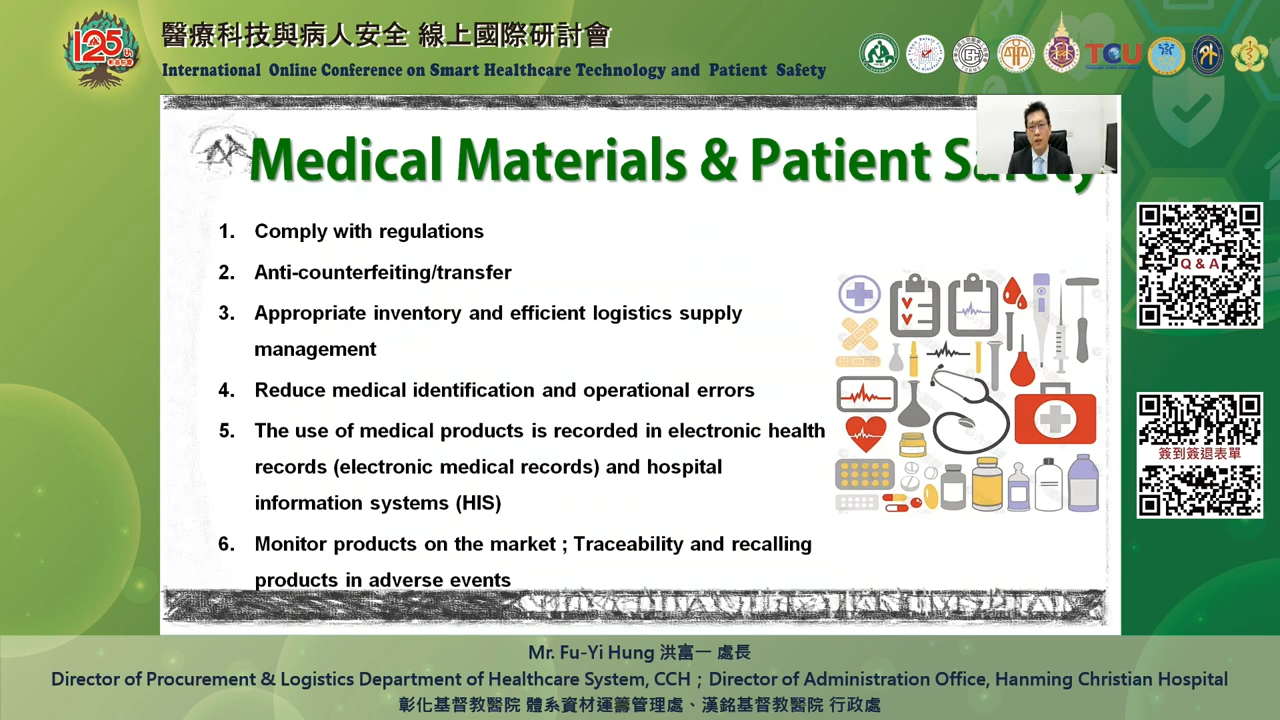 125th
醫療科技與病人安全 線上國際研討會
International Online Conference on Smart Healthcare Technology and Patient Safety
TCU
Medical Materials & Patient Safety
1. Comply with regulations
2. Anti-counterfeiting/transfer
3. Appropriate inventory and efficient logistics supply
management
4. Reduce medical identification and operational errors
5. The use of medical products is recorded in electronic health
records (electronic medical records) and hospital
information systems (HIS)
6. Monitor products on the market ; Traceability and recalling
products in adverse events
Q & A
簽到簽退表單
Mr. Fu-Yi Hung 洪富一 處長
Director of Procurement & Logistics Department of Healthcare System, CCH ; Director of Administration Office, Hanming Christian Hospital
彰化基督教醫院 體系資材運籌管理處、漢銘基督教醫院 行政處